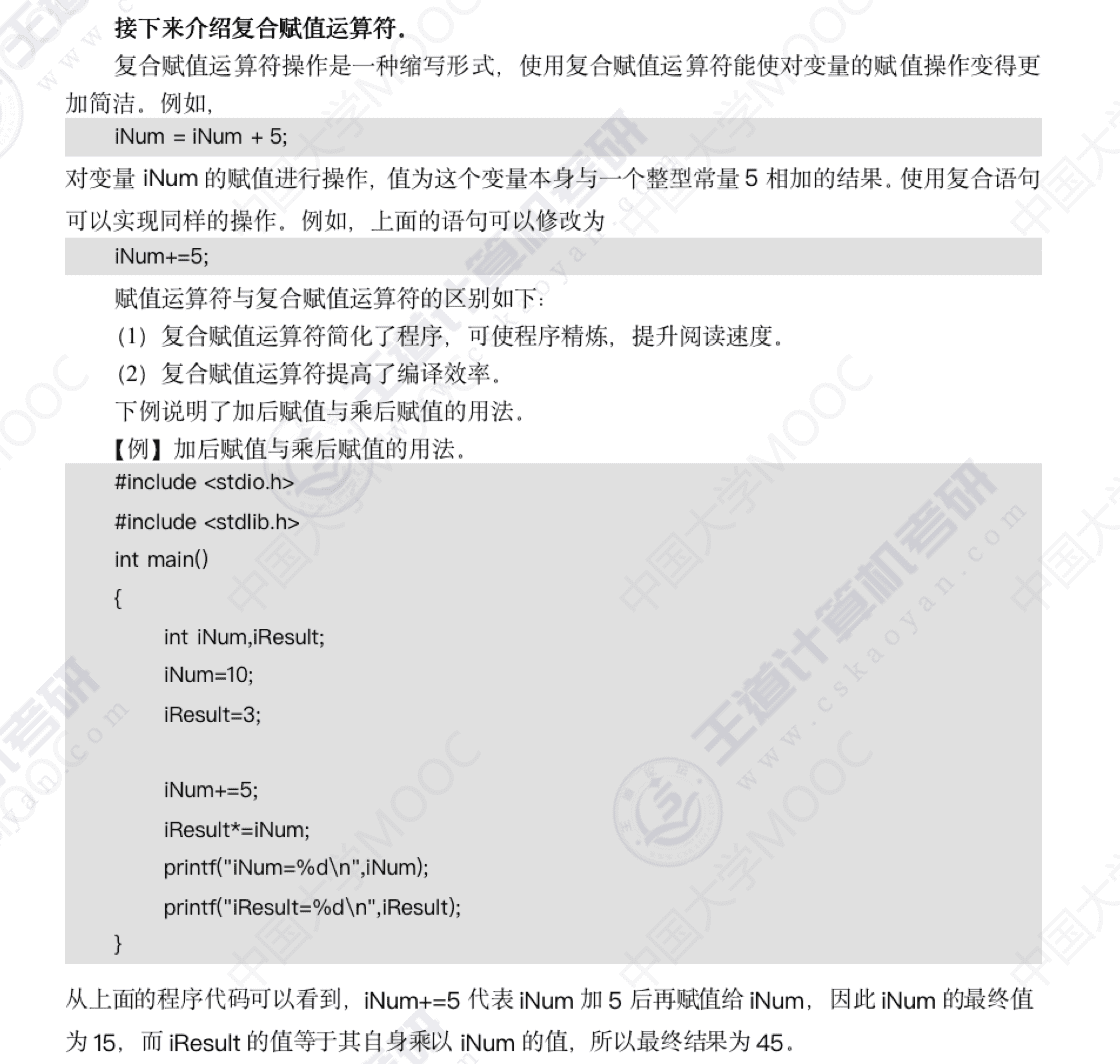 接下来介绍复合赋值运算符。
复合赋值运算符操作是一种缩写形式，使用复合赋值运算符能使对变量的赋值操作变得更
加简洁。例如，
iNum = iNum + 5;
对变量 iNum 的赋值进行操作，值为这个变量本身与一个整型常量 5 相加的结果。使用复合语句
可以实现同样的操作。例如，上面的语句可以修改为
iNum+=5;
赋值运算符与复合赋值运算符的区别如下：
（1）复合赋值运算符简化了程序，可使程序精炼，提升阅读速度。
（2）复合赋值运算符提高了编译效率。
下例说明了加后赋值与乘后赋值的用法。
【例】加后赋值与乘后赋值的用法。
#include <stdio.h>
#include <stdlib.h>
int main()
{
int iNum,iResult;
iNum=10;
iResult=3;
iNum+=5;
iResult*=iNum;
printf("iNum=%d\n",iNum);
printf("iResult=%d\n",iResult);
}
从上面的程序代码可以看到，iNum+=5 代表 iNum 加 5 后再赋值给 iNum，因此 iNum 的最终值
为 15，而 iResult 的值等于其自身乘以 iNum 的值，所以最终结果为 45。
王道计算机考研
www.cskaoyan.com
中国大学MOOC